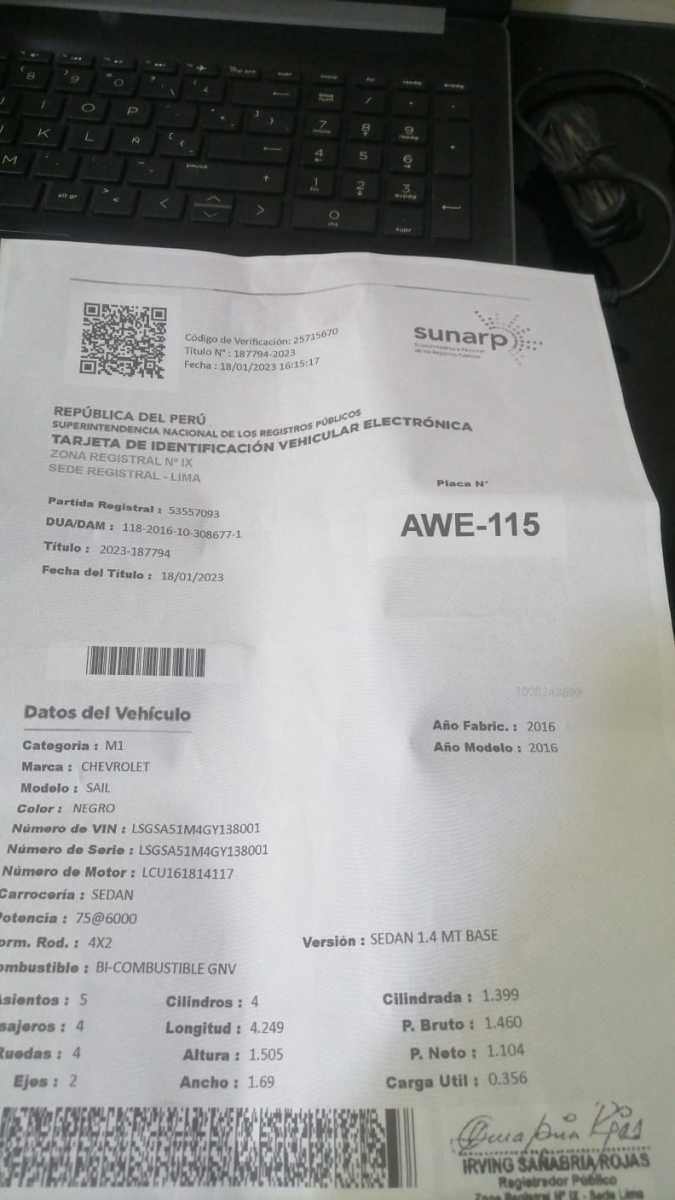 Código de Verificación: 25715670
Título N° : 187794-2023
Fecha : 18/01/2023 16:15:17
sunarp
REPÚBLICA DEL PERÚ
SUPERINTENDENCIA NACIONAL DE LOS REGISTROS PÚBLICOS
TARJETA DE IDENTIFICACIÓN VEHICULAR ELECTRÓNICA
ZONA REGISTRAL N° IX
SEDE REGISTRAL - LIMA
Placa N°
AWE-115
Partida Registral : 53557093
DUA/DAM : 118-2016-10-308677-1
Título : 2023-187794
Fecha del Título : 18/01/2023
Datos del Vehículo
Año Fabric. : 2016
Año Modelo : 2016
Categoria : M1
Marca : CHEVROLET
Modelo : SAIL
Color : NEGRO
Número de VIN : LSGSA51M4GY138001
Número de Serie : LSGSA51M4GY138001
Número de Motor : LCU161814117
Carrocería : SEDAN
Potencia : 75@6000
orm. Rod. : 4X2
Versión : SEDAN 1.4 MT BASE
ombustible : BI-COMBUSTIBLE GNV
Asientos : 5 Cilindros : 4 Cilindrada : 1.399
sajeros : 4 Longitud : 4.249 P. Bruto : 1.460
Ruedas : 4 Altura : 1.505 P. Neto : 1.104
Ejes : 2 Ancho : 1.69 Carga Util : 0.356
IRVING SANABRIA ROJAS
Registrador Público